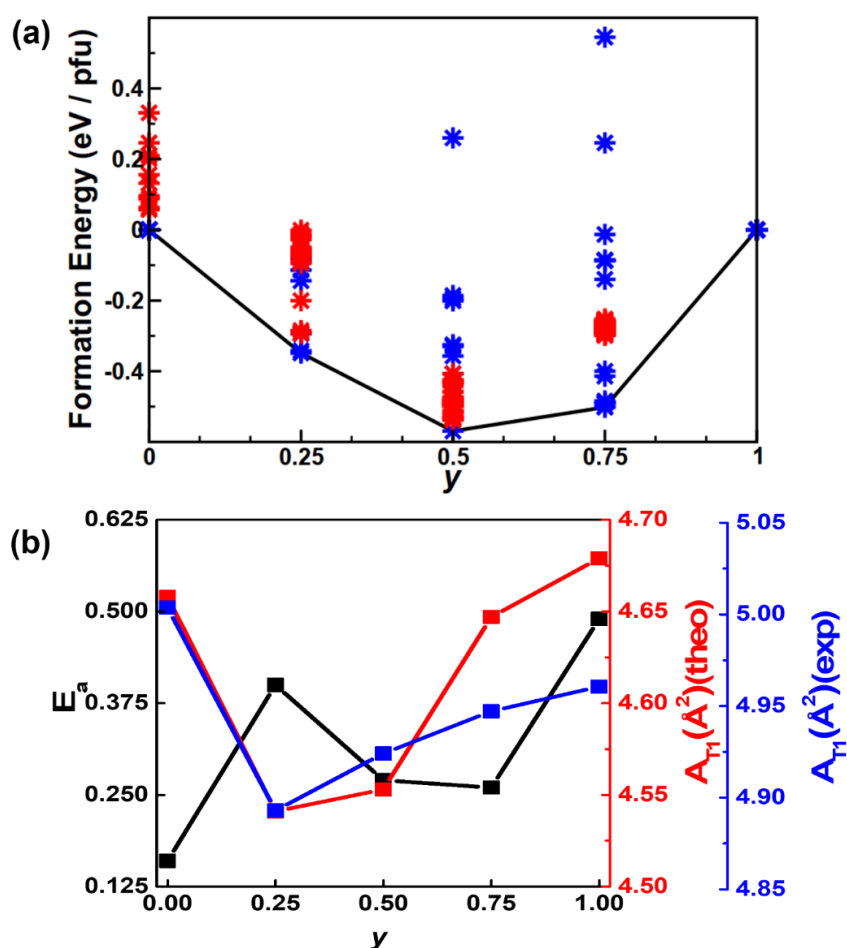 (a)
Formation Energy (eV / pfu)
0.4
0.2
0
-0.2
-0.4
0 0.25 0.5 0.75 1
y
(b)
E_a
0.625
0.500
0.375
0.250
0.125
0.00 0.25 0.50 0.75 1.00
y
4.70
4.65
4.60
4.55
4.50
A_T1(Å²)(theo)
5.05
5.00
4.95
4.90
4.85
A_T1(Å²)(exp)